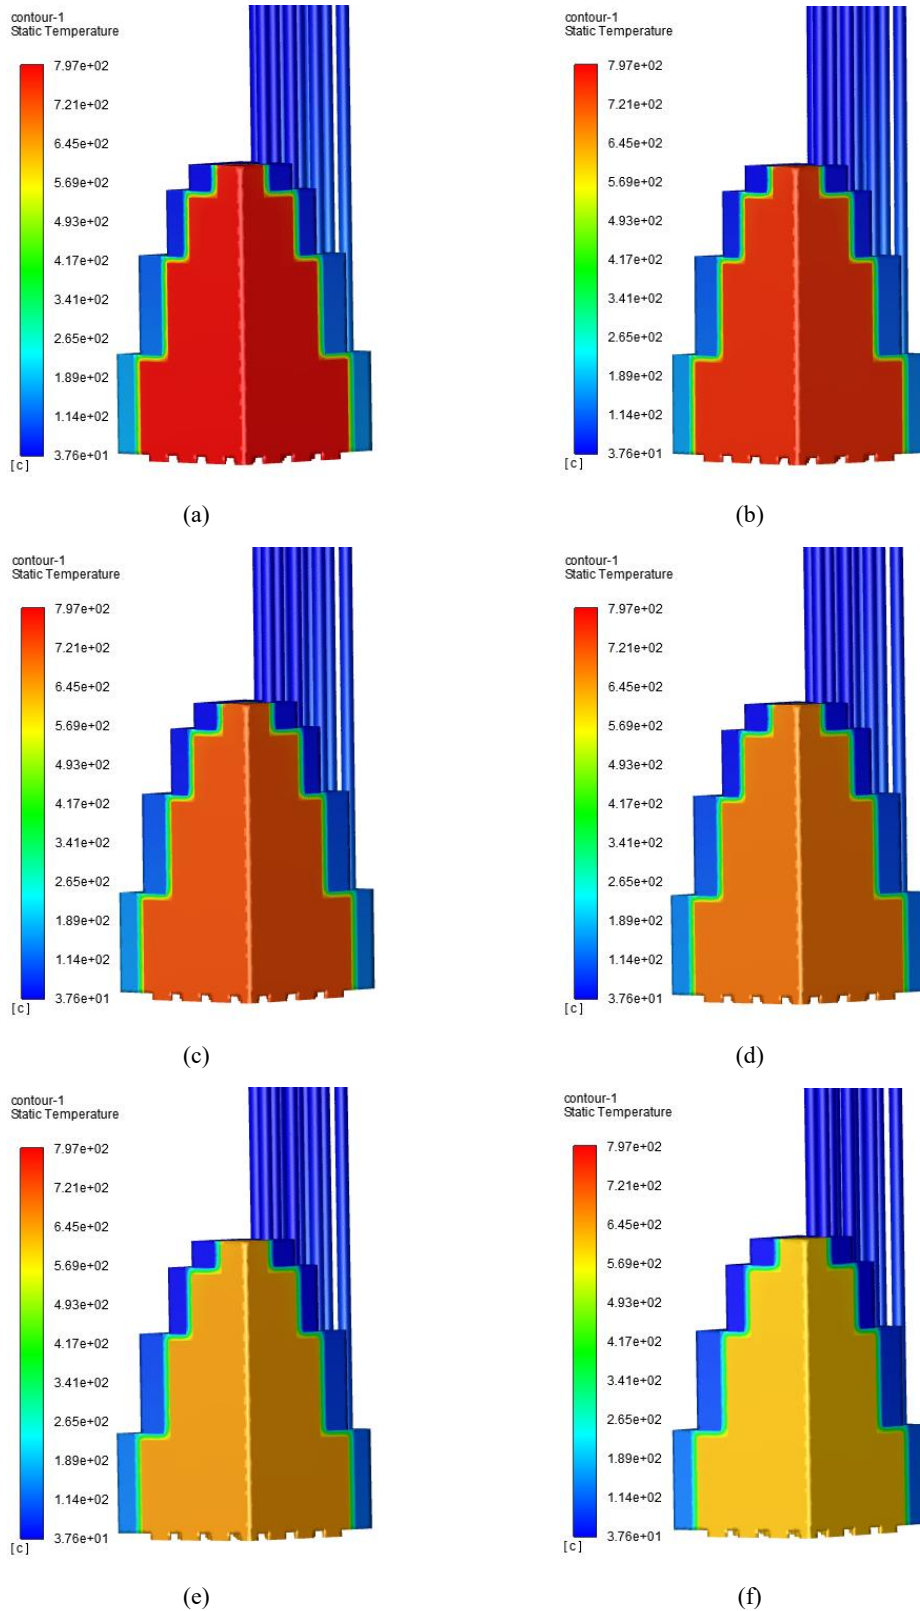 contour-1
Static Temperature
7.97e+02
7.21e+02
6.45e+02
5.69e+02
4.93e+02
4.17e+02
3.41e+02
2.65e+02
1.89e+02
1.14e+02
3.76e+01
[c]
(a)
contour-1
Static Temperature
7.97e+02
7.21e+02
6.45e+02
5.69e+02
4.93e+02
4.17e+02
3.41e+02
2.65e+02
1.89e+02
1.14e+02
3.76e+01
[c]
(b)
contour-1
Static Temperature
7.97e+02
7.21e+02
6.45e+02
5.69e+02
4.93e+02
4.17e+02
3.41e+02
2.65e+02
1.89e+02
1.14e+02
3.76e+01
[c]
(c)
contour-1
Static Temperature
7.97e+02
7.21e+02
6.45e+02
5.69e+02
4.93e+02
4.17e+02
3.41e+02
2.65e+02
1.89e+02
1.14e+02
3.76e+01
[c]
(d)
contour-1
Static Temperature
7.97e+02
7.21e+02
6.45e+02
5.69e+02
4.93e+02
4.17e+02
3.41e+02
2.65e+02
1.89e+02
1.14e+02
3.76e+01
[c]
(e)
contour-1
Static Temperature
7.97e+02
7.21e+02
6.45e+02
5.69e+02
4.93e+02
4.17e+02
3.41e+02
2.65e+02
1.89e+02
1.14e+02
3.76e+01
[c]
(f)